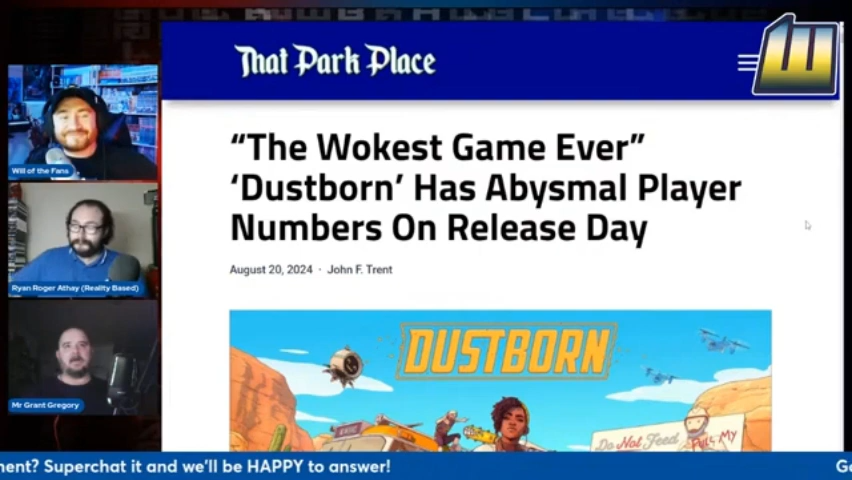 That Park Place
“The Wokest Game Ever”
‘Dustborn’ Has Abysmal Player
Numbers On Release Day
August 20, 2024 · John F. Trent
DUSTBORN
Do Not Feed
MY
Will of the Fans
Ryan Roger Athay (Reality Based)
Mr Grant Gregory
nent? Superchat it and we'll be HAPPY to answer!